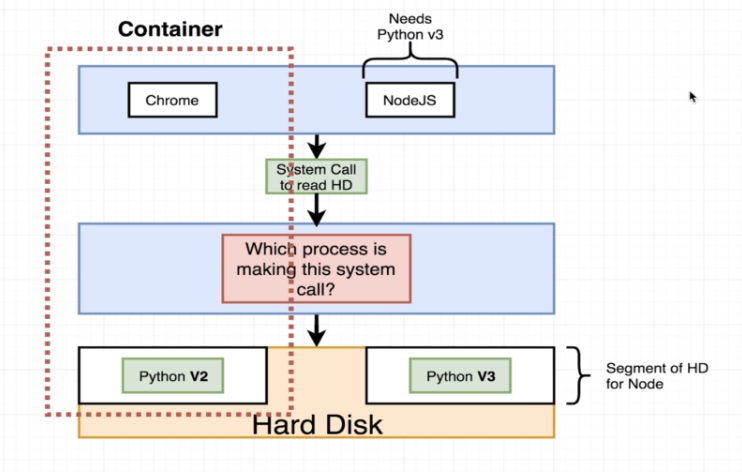 Container
Needs
Python v3
Chrome
NodeJS
System Call
to read HD
Which process is
making this system
call?
Python V2
Python V3
Segment of HD
for Node
Hard Disk